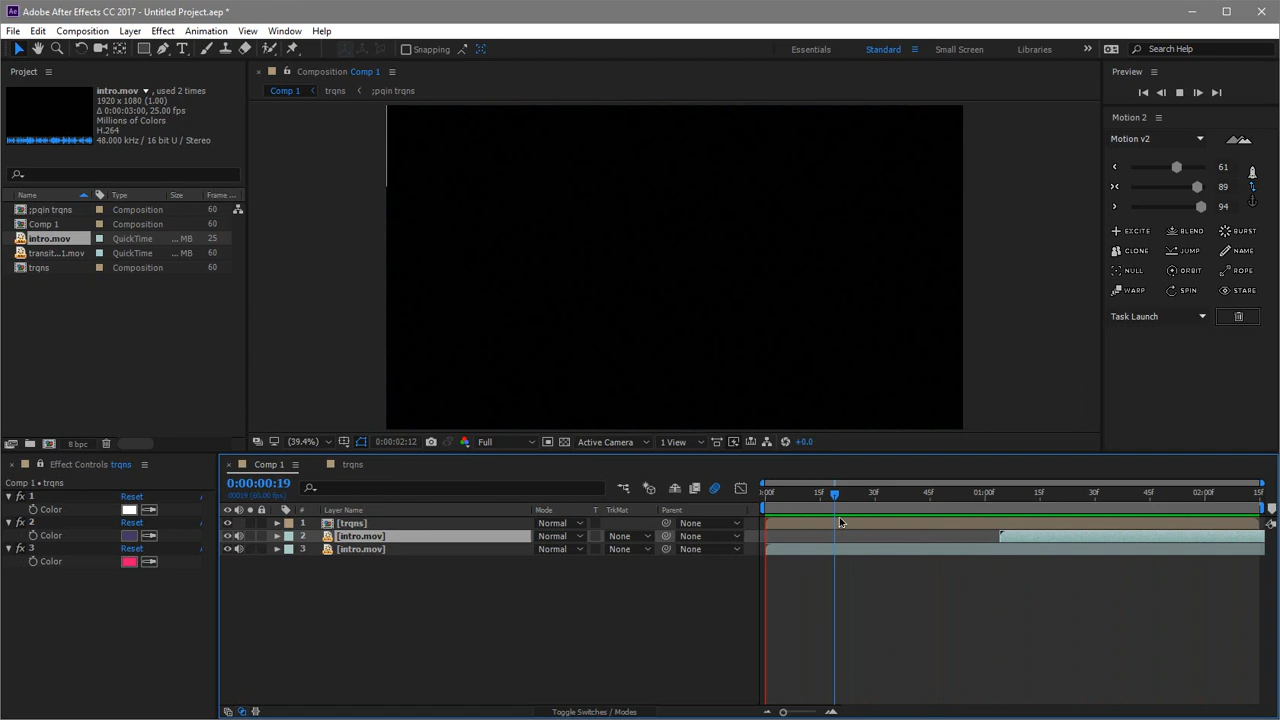 Adobe After Effects CC 2017 - Untitled Project.aep *
File Edit Composition Layer Effect Animation View Window Help
Snapping
Essentials Standard Small Screen Libraries Search Help
Project
intro.mov , used 2 times
1920 x 1080 (1.00)
Δ 0:00:03:00, 25.00 fps
Millions of Colors
H.264
48.000 kHz / 16 bit U / Stereo
Name Type Size Frame ...
;pqin trqns Composition 60
Comp 1 Composition 60
intro.mov QuickTime ... MB 25
transit...1.mov QuickTime ... MB 60
trqns Composition 60
8 bpc
Composition Comp 1
Comp 1 trqns ;pqin trqns
(39.4%) 0:00:02:12 Full Active Camera 1 View +0.0
Preview
Motion 2
Motion v2
61
89
94
EXCITE BLEND BURST
CLONE JUMP NAME
NULL ORBIT ROPE
WARP SPIN STARE
Task Launch
Effect Controls trqns
Comp 1 • trqns
fx 1 Reset
Color
fx 2 Reset
Color
fx 3 Reset
Color
Comp 1 trqns
0:00:00:19
00019 (60.00 fps)
# Layer Name Mode T TrkMat Parent
1 [trqns] Normal None
2 [intro.mov] Normal None None
3 [intro.mov] Normal None None
:00f 15f 30f 45f 01:00f 15f 30f 45f 02:00f 15f
Toggle Switches / Modes